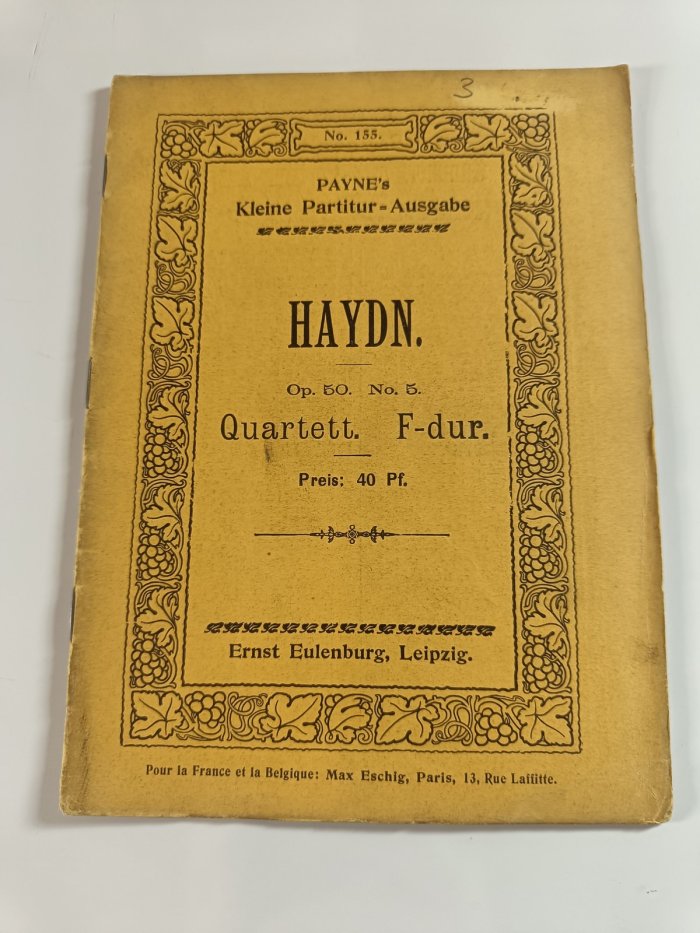 3
No. 155.
PAYNE's
Kleine Partitur=Ausgabe
HAYDN.
Op. 50. No. 5.
Quartett. F-dur.
Preis: 40 Pf.
Ernst Eulenburg, Leipzig.
Pour la France et la Belgique: Max Eschig, Paris, 13, Rue Laffitte.